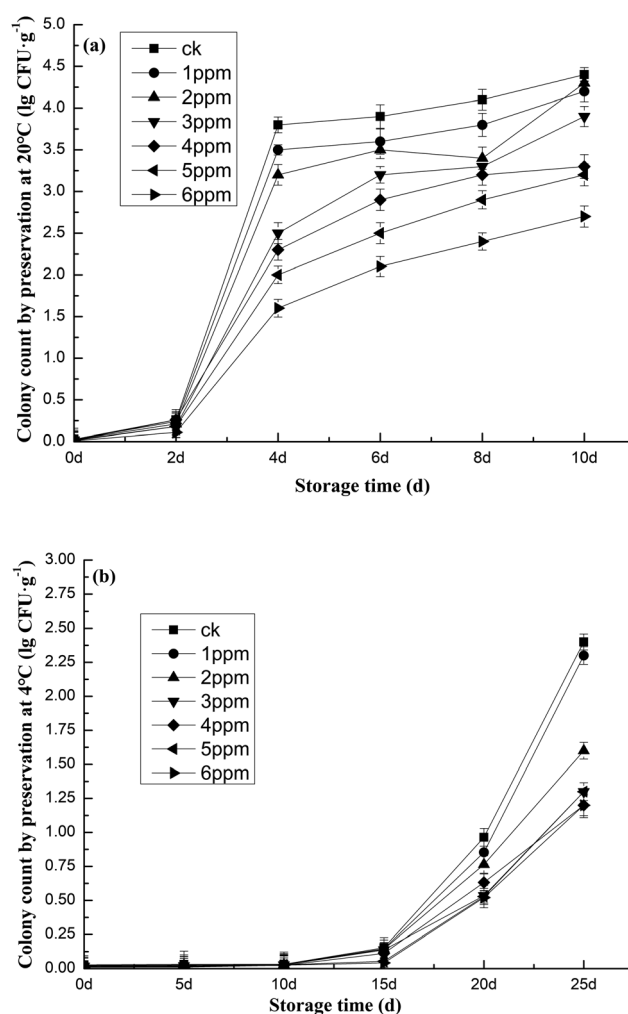 (a)
ck
1ppm
2ppm
3ppm
4ppm
5ppm
6ppm
Colony count by preservation at 20°C (lg CFU·g⁻¹)
5.0
4.5
4.0
3.5
3.0
2.5
2.0
1.5
1.0
0.5
0.0
0d
2d
4d
6d
8d
10d
Storage time (d)
(b)
ck
1ppm
2ppm
3ppm
4ppm
5ppm
6ppm
Colony count by preservation at 4°C (lg CFU·g⁻¹)
3.00
2.75
2.50
2.25
2.00
1.75
1.50
1.25
1.00
0.75
0.50
0.25
0.00
0d
5d
10d
15d
20d
25d
Storage time (d)